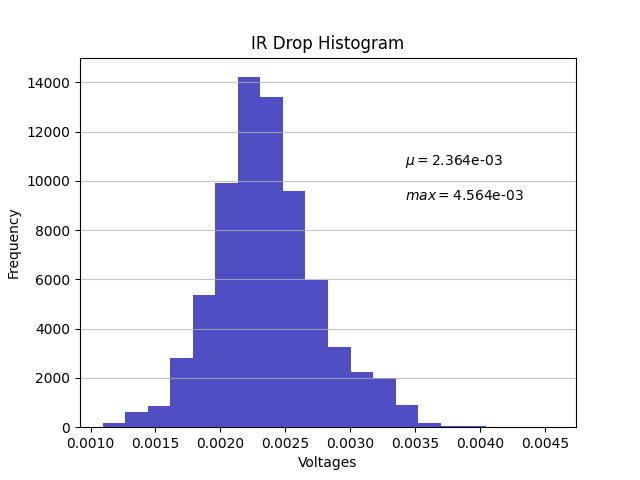 IR Drop Histogram
14000
12000
10000
8000
6000
4000
2000
0
Frequency
μ = 2.364e-03
max = 4.564e-03
0.0010 0.0015 0.0020 0.0025 0.0030 0.0035 0.0040 0.0045
Voltages